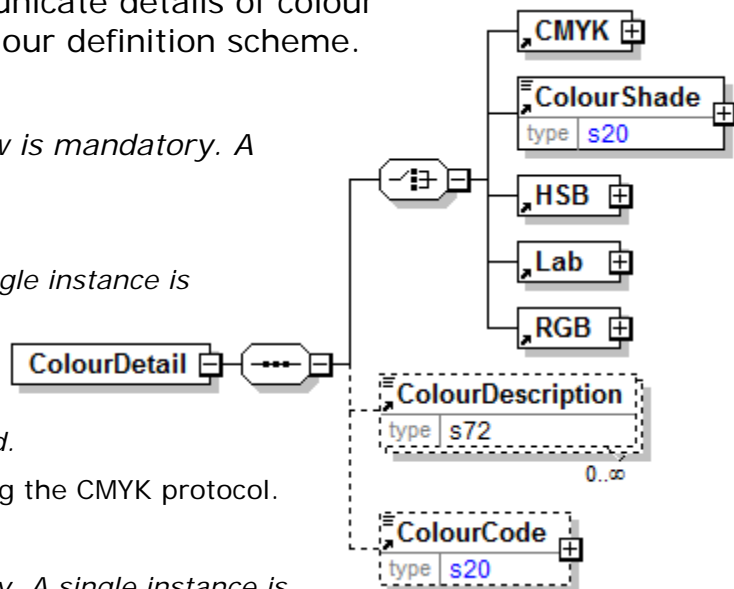 unicate details of colour
our definition scheme.
w is mandatory. A
gle instance is
d.
g the CMYK protocol.
y. A single instance is
CMYK
ColourShade
type s20
HSB
Lab
RGB
ColourDetail
ColourDescription
type s72
0..∞
ColourCode
type s20